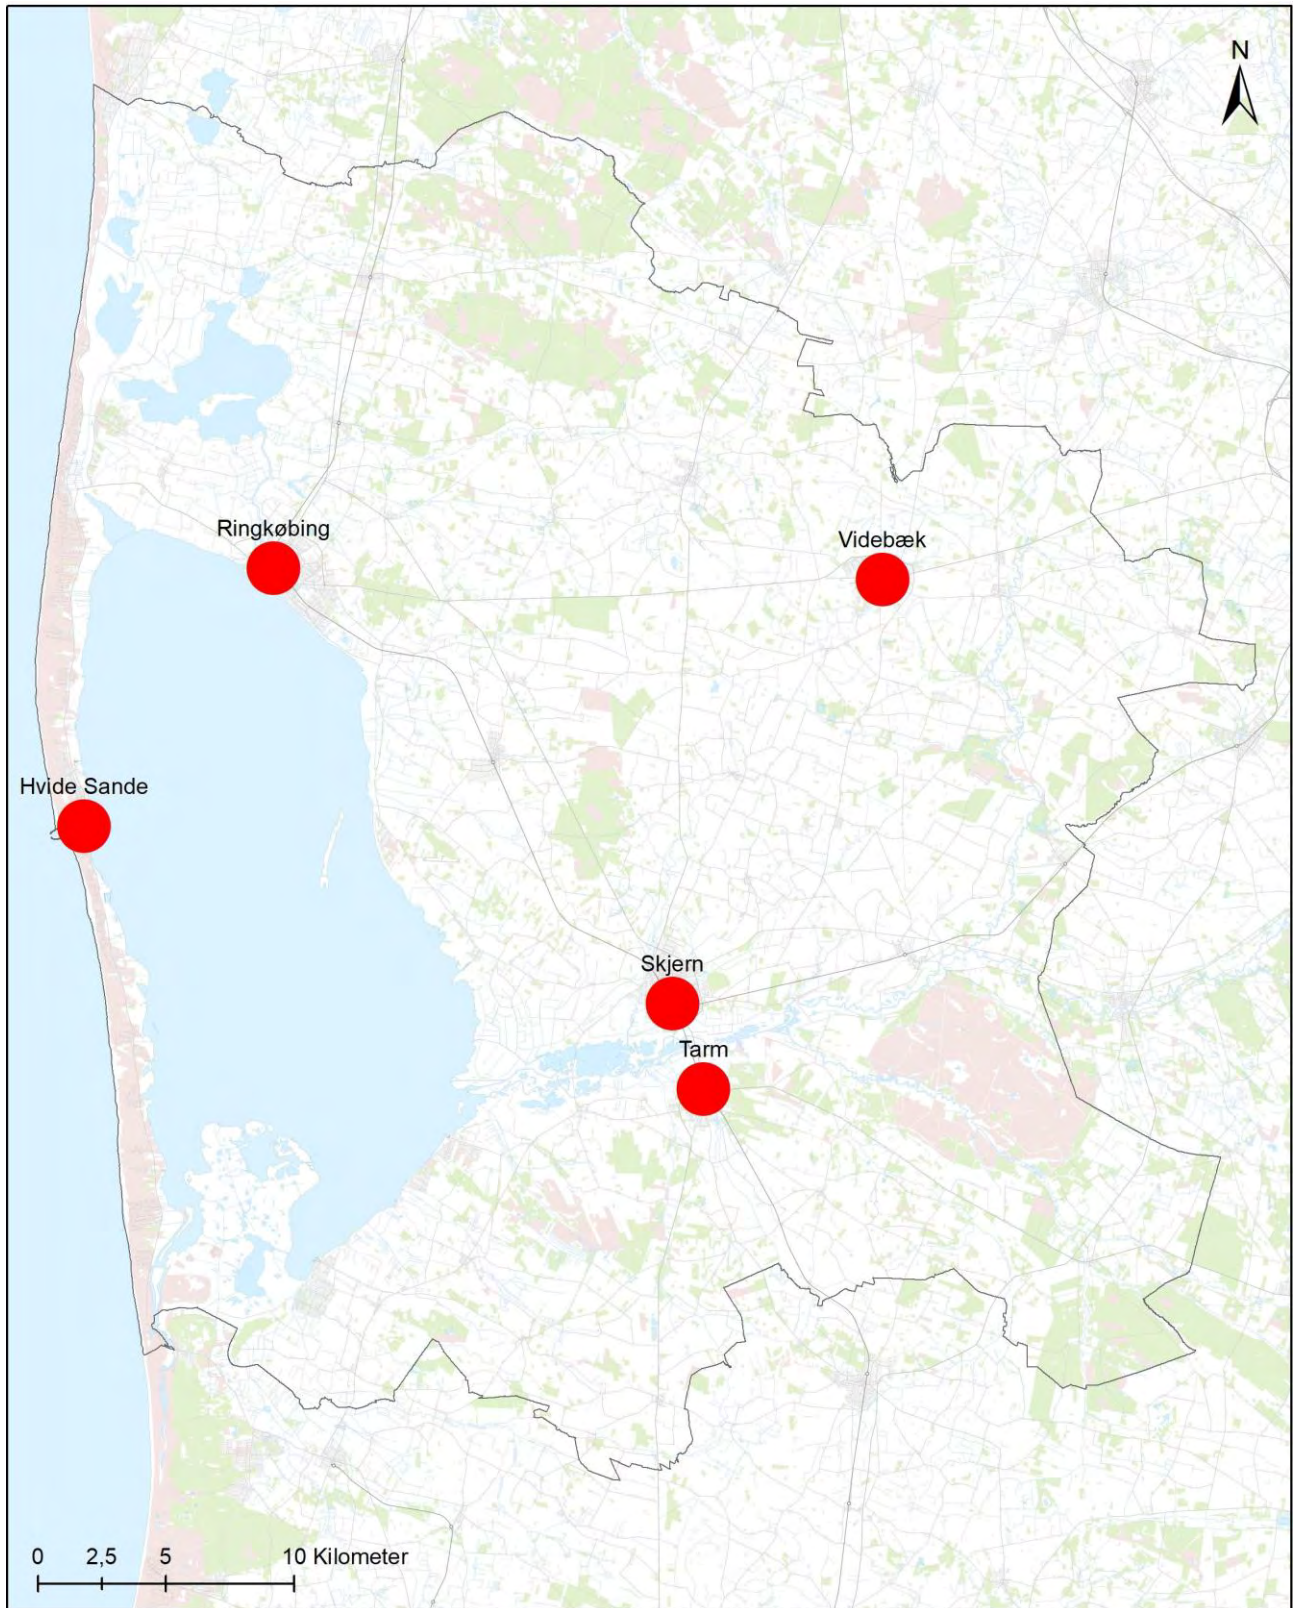 N
Ringkøbing
Videbæk
Hvide Sande
Skjern
Tarm
0 2,5 5 10 Kilometer